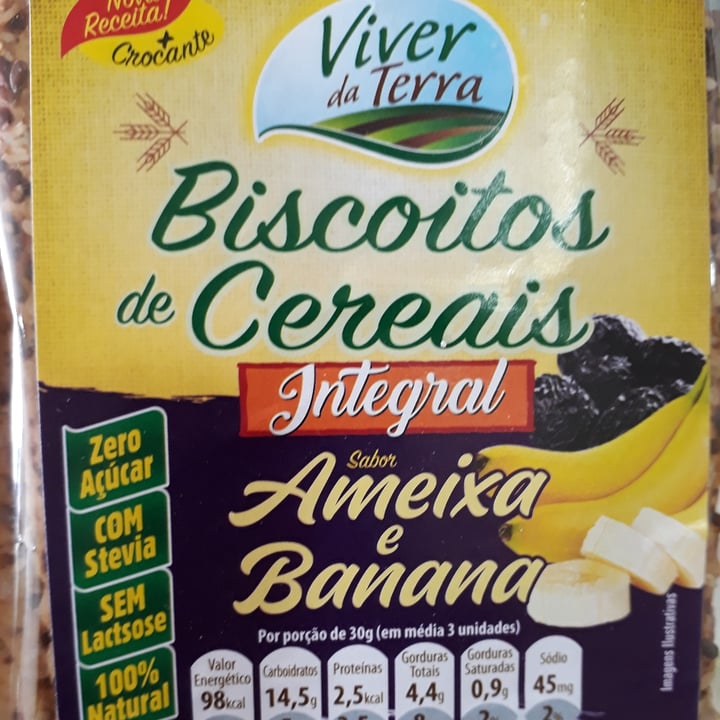 Nova
Receita!
+
Crocante
Viver
da Terra
Biscoitos
de Cereais
Integral
Sabor
Ameixa
e
Banana
Zero
Açúcar
COM
Stevia
SEM
Lactsose
100%
Natural
Por porção de 30g (em média 3 unidades)
Valor
Energético
98kcal
Carboidratos
14,5g
Proteínas
2,5kcal
Gorduras
Totais
4,4g
Gorduras
Saturadas
0,9g
Sódio
45mg
Imagens Ilustrativas